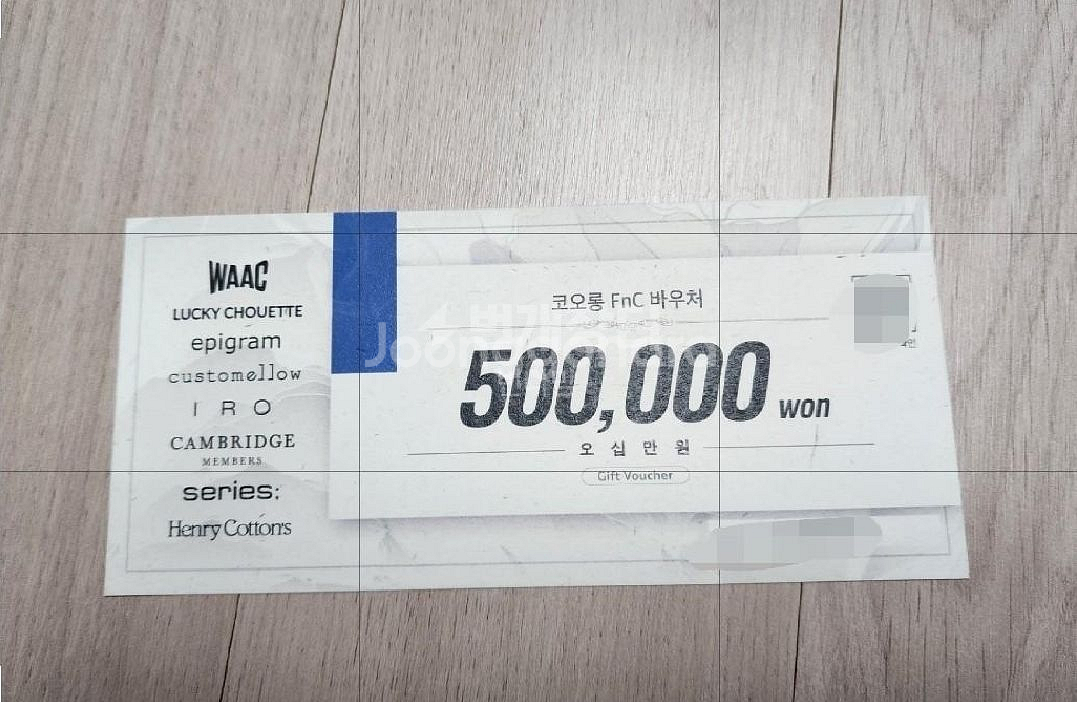 WAAC
LUCKY CHOUETTE
epigram
customellow
IRO
CAMBRIDGE
MEMBERS
series:
Henry Cotton's
코오롱 FnC 바우처
500,000 won
오십만원
Gift Voucher